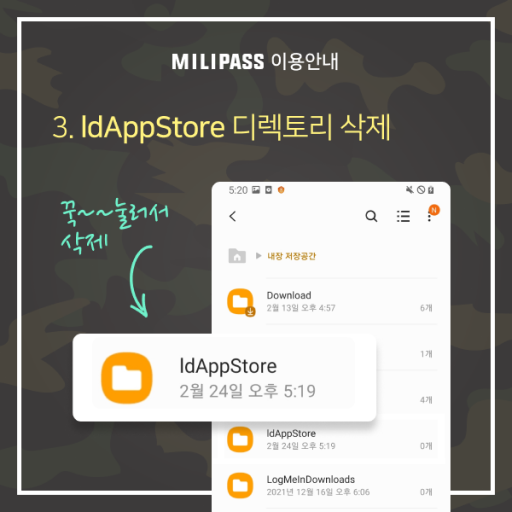 MILIPASS 이용안내
3. ldAppStore 디렉토리 삭제
꾹~~눌러서
삭제
5:20
N
내장 저장공간
Download
2월 13일 오후 4:57
6개
1개
ldAppStore
2월 24일 오후 5:19
4개
ldAppStore
2월 24일 오후 5:19
0개
LogMeInDownloads
2021년 12월 16일 오후 6:06
0개